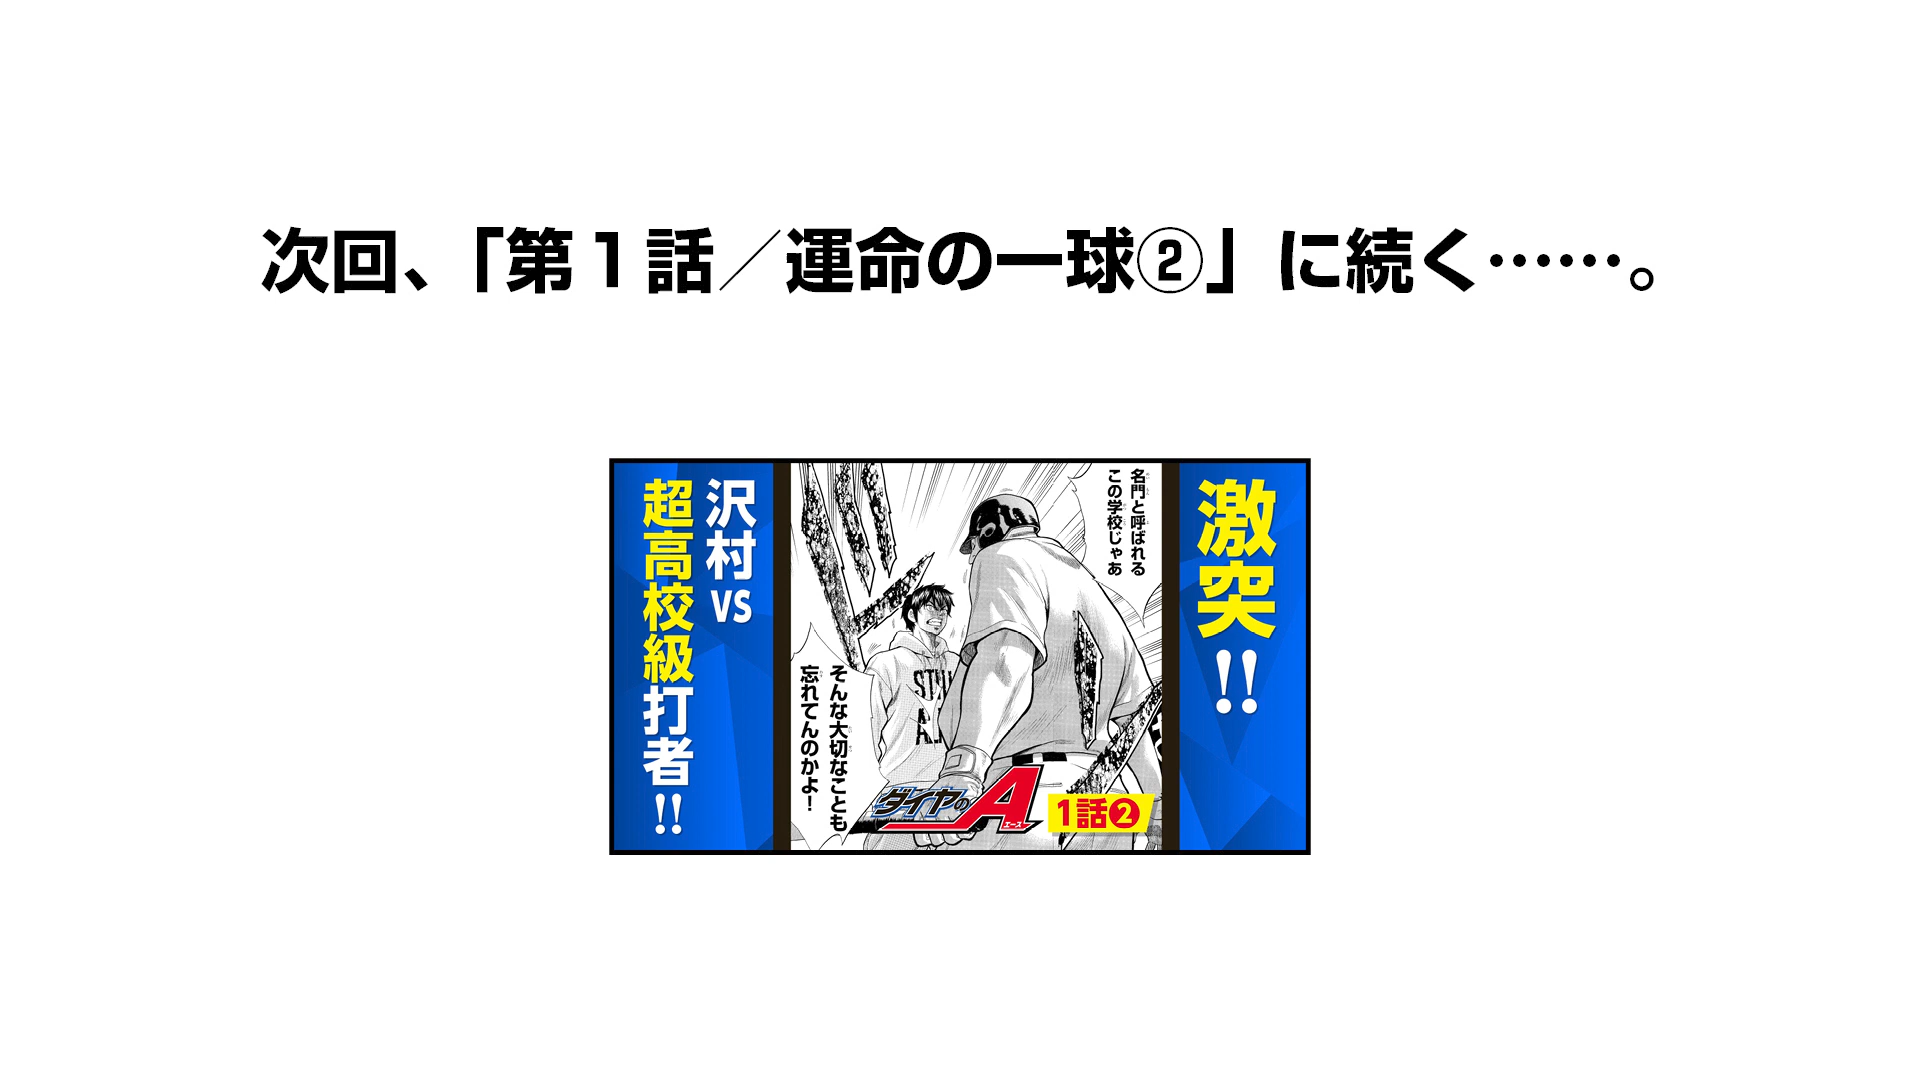 次回、「第１話／運命の一球②」に続く……。
激突!!
名門と呼ばれる
この学校じゃあ
そんな大切なことも
忘れてんのかよ！
沢村VS
超高校級打者!!
ダイヤのA
エース
1話❷